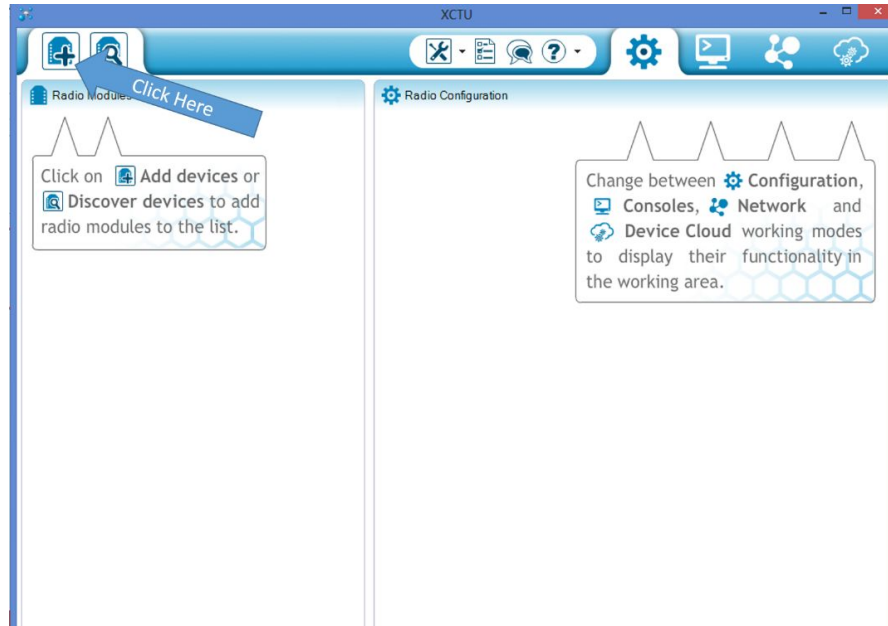 XCTU
Click Here
Radio Modules
Radio Configuration
Click on Add devices or
Discover devices to add
radio modules to the list.
Change between Configuration,
Consoles, Network and
Device Cloud working modes
to display their functionality in
the working area.